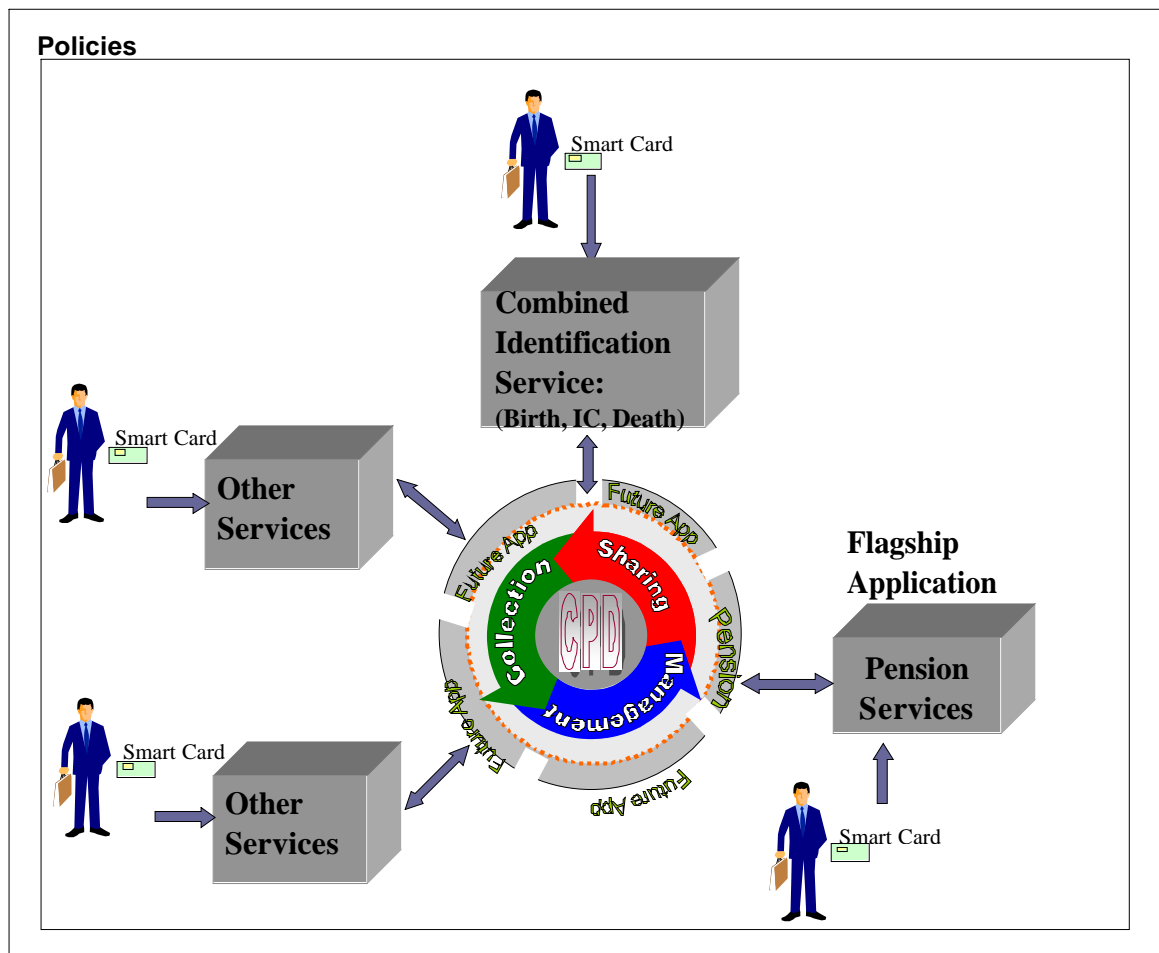 Policies
Smart Card
Combined
Identification
Service:
(Birth, IC, Death)
Smart Card
Other
Services
Future App
Future App
Sharing
Collection
CPD
Management
Pension
Future App
Future App
Flagship
Application
Pension
Services
Smart Card
Other
Services
Smart Card